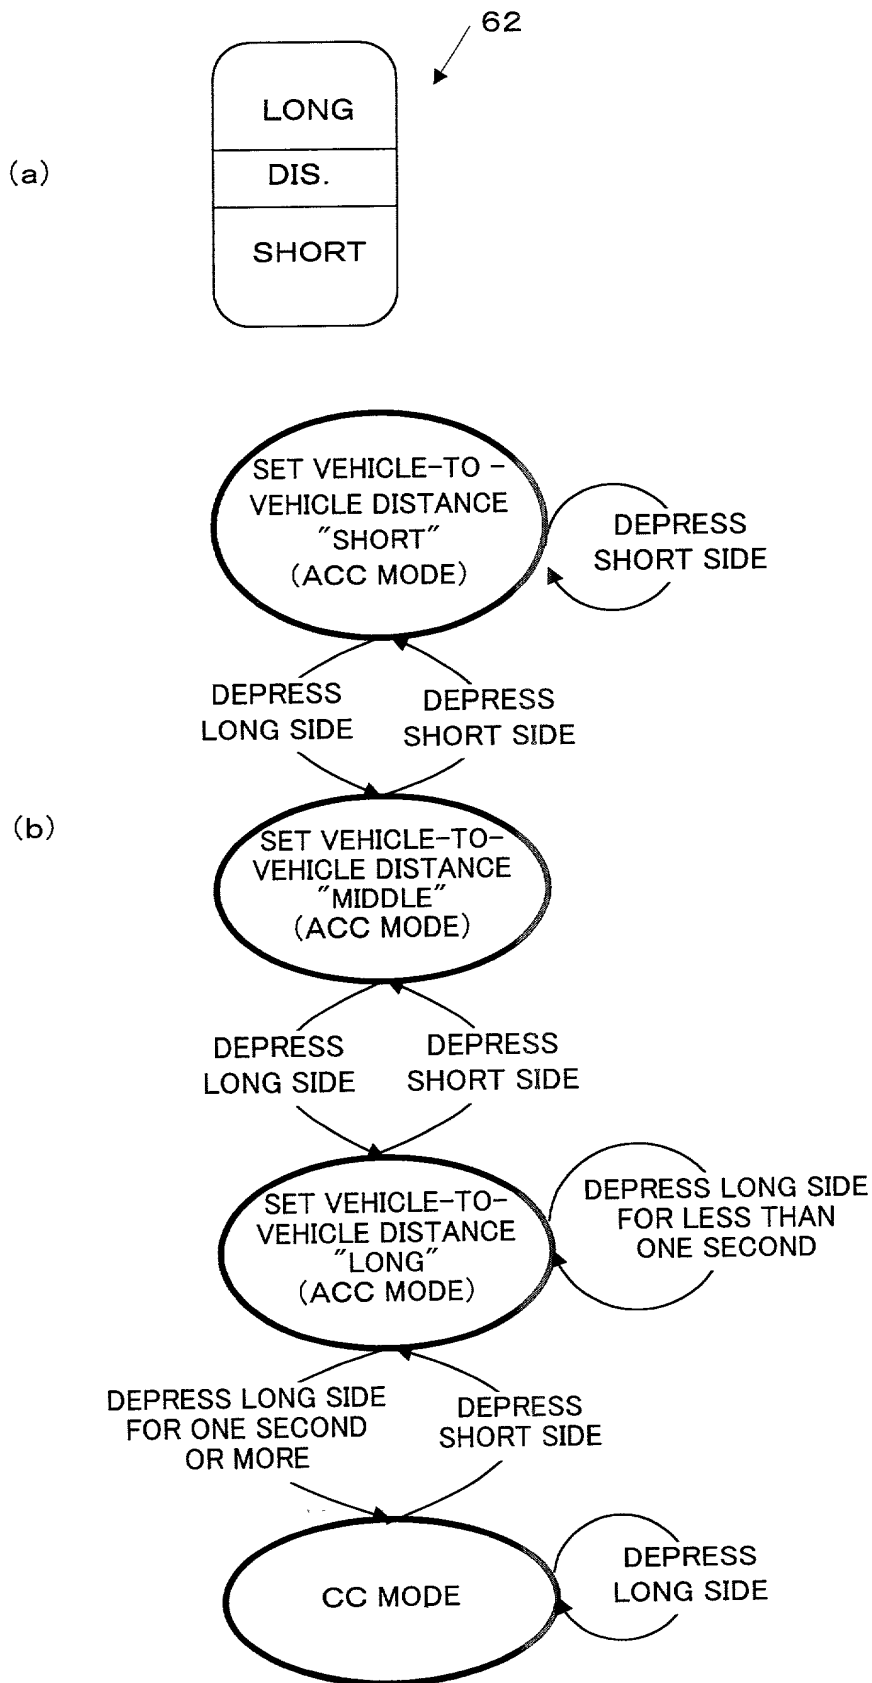 62
LONG
(a)
DIS.
SHORT
SET VEHICLE-TO -
VEHICLE DISTANCE
"SHORT"
(ACC MODE)
DEPRESS
SHORT SIDE
DEPRESS
LONG SIDE
DEPRESS
SHORT SIDE
(b)
SET VEHICLE-TO-
VEHICLE DISTANCE
"MIDDLE"
(ACC MODE)
DEPRESS
LONG SIDE
DEPRESS
SHORT SIDE
SET VEHICLE-TO-
VEHICLE DISTANCE
"LONG"
(ACC MODE)
DEPRESS LONG SIDE
FOR LESS THAN
ONE SECOND
DEPRESS LONG SIDE
FOR ONE SECOND
OR MORE
DEPRESS
SHORT SIDE
CC MODE
DEPRESS
LONG SIDE